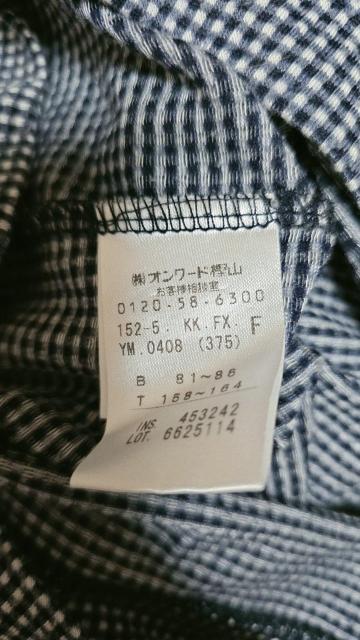 ㈱オンワード樫山
お客様相談室
0120-58-6300
152-5. KK.FX. F
YM.0408 (375)
B 81~86
T 158~164
INS. 453242
LOT. 6625114